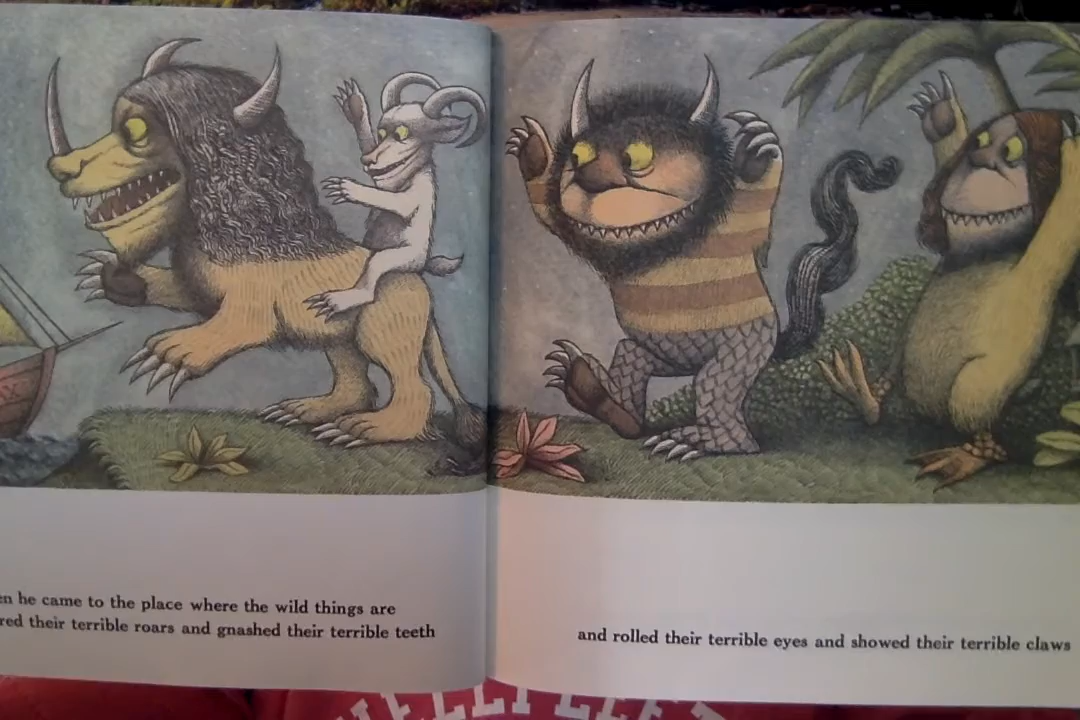 he came to the place where the wild things are
their terrible roars and gnashed their terrible teeth
and rolled their terrible eyes and showed their terrible claws